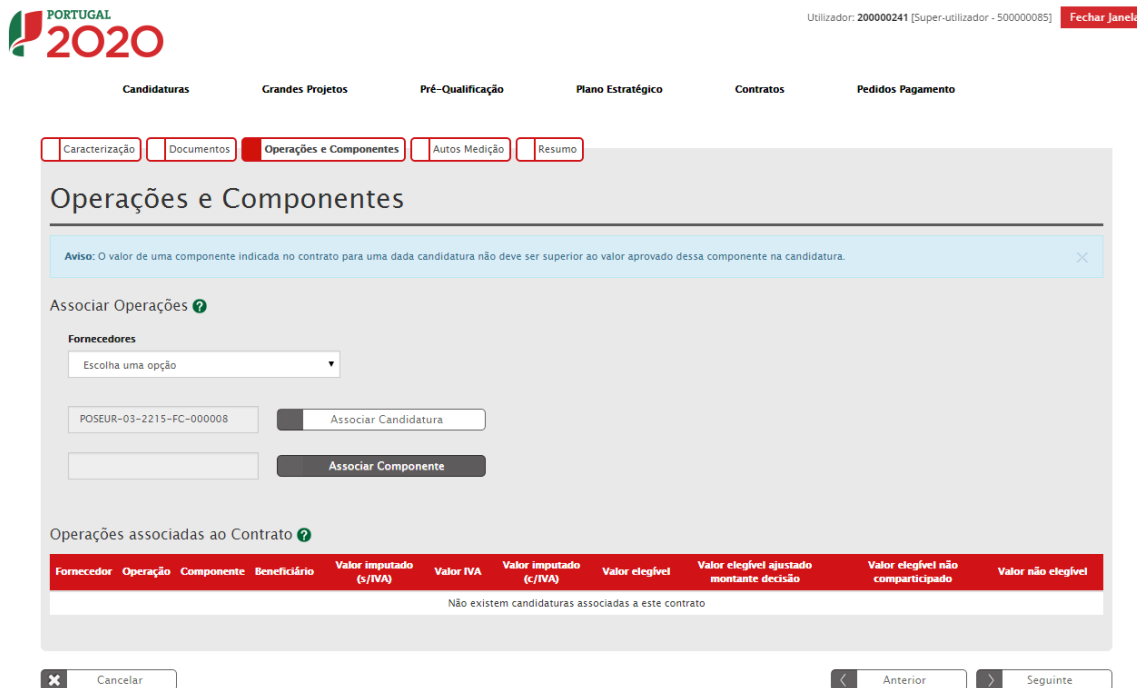 PORTUGAL
2020
Utilizador: 200000241 [Super-utilizador - 500000085]
Fechar Janela
Candidaturas Grandes Projetos Pré-Qualificação Plano Estratégico Contratos Pedidos Pagamento
Caracterização Documentos Operações e Componentes Autos Medição Resumo
Operações e Componentes
Aviso: O valor de uma componente indicada no contrato para uma dada candidatura não deve ser superior ao valor aprovado dessa componente na candidatura.
Associar Operações
Fornecedores
Escolha uma opção
POSEUR-03-2215-FC-000008 Associar Candidatura
Associar Componente
Operações associadas ao Contrato
Fornecedor Operação Componente Beneficiário Valor imputado (s/IVA) Valor IVA Valor imputado (c/IVA) Valor elegível Valor elegível ajustado montante decisão Valor elegível não comparticipado Valor não elegível
Não existem candidaturas associadas a este contrato
Cancelar Anterior Seguinte